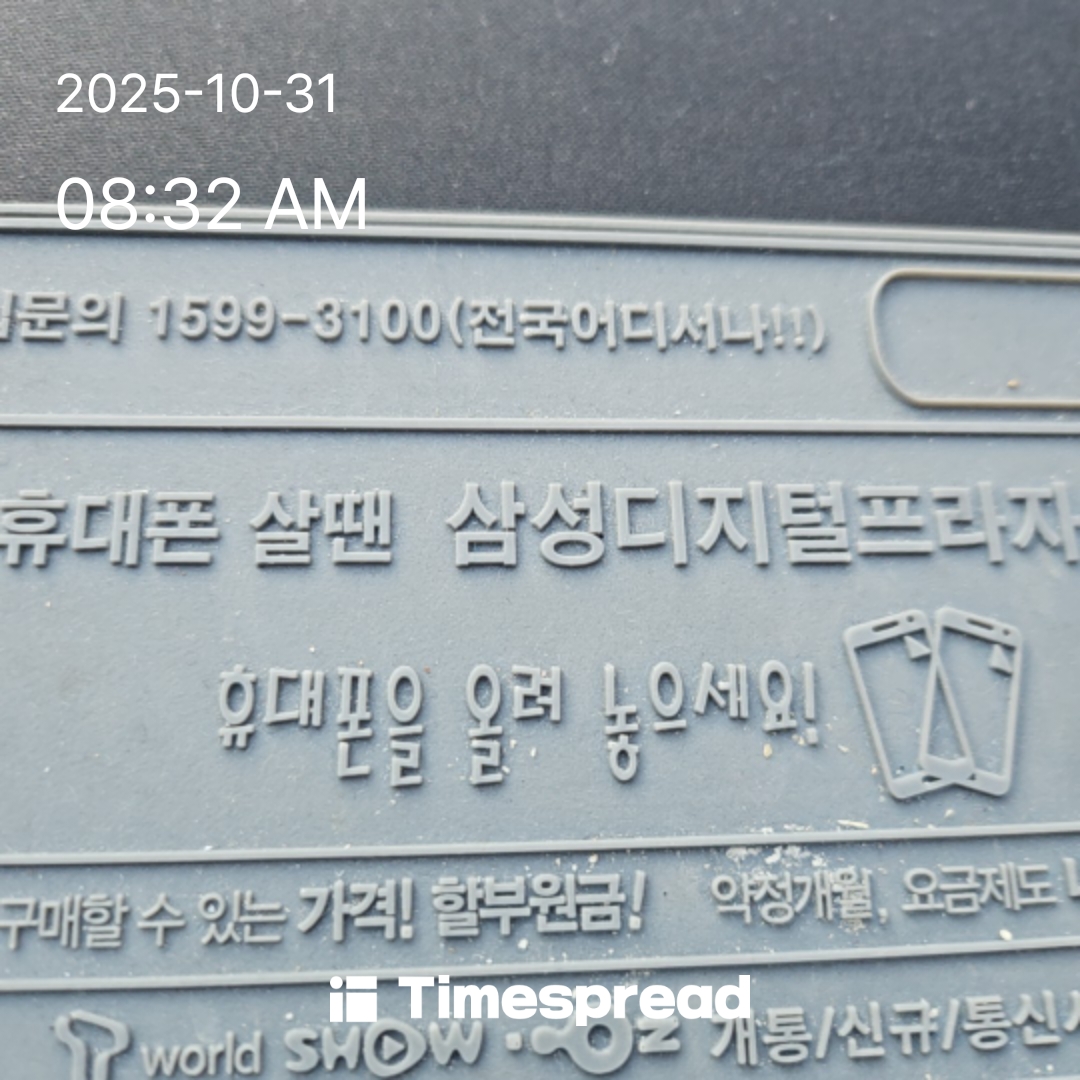 2025-10-31
08:32 AM
문의 1599-3100(전국어디서나!!)
휴대폰 살땐 삼성디지털프라자
휴대폰을 올려 놓으세요!
구매할 수 있는 가격! 할부원금! 약정개월, 요금제도
Timespread
T world SHOW .oz 개통/신규/통신